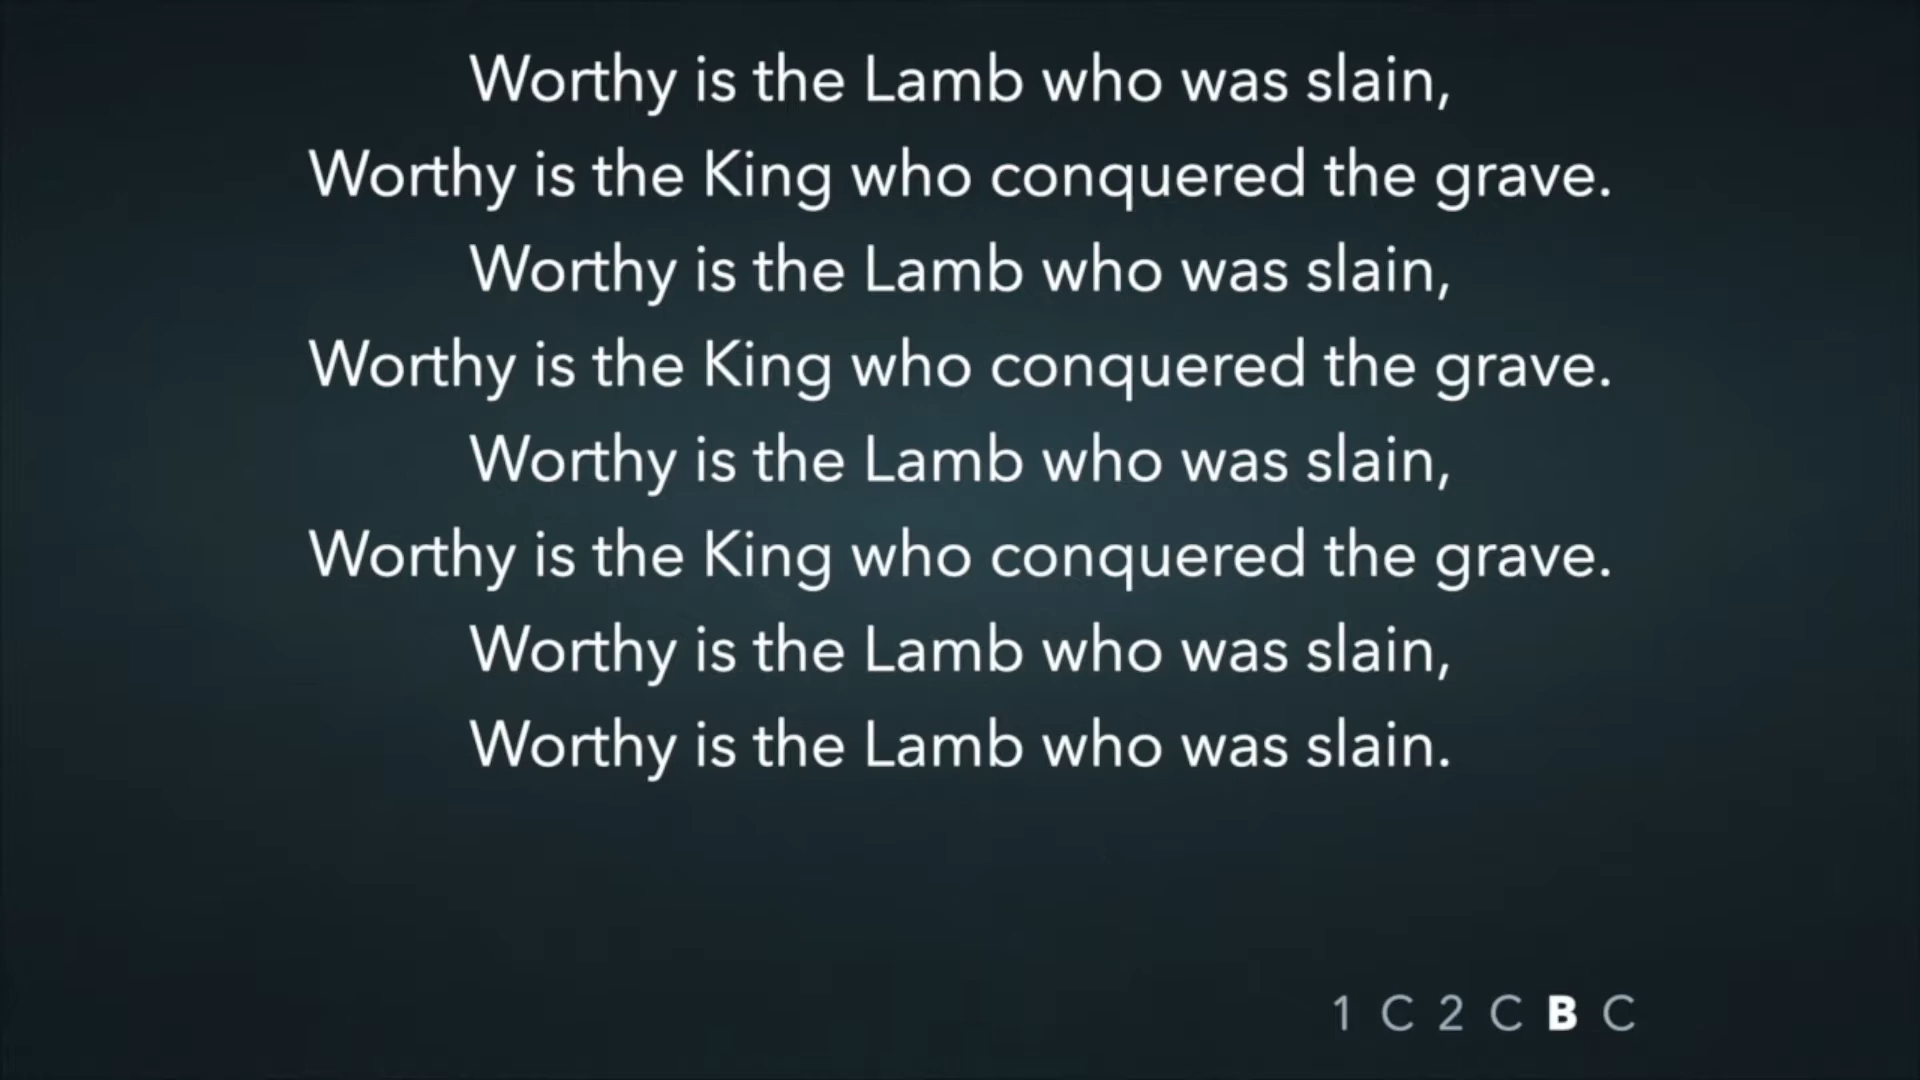 Worthy is the Lamb who was slain,
Worthy is the King who conquered the grave.
Worthy is the Lamb who was slain,
Worthy is the King who conquered the grave.
Worthy is the Lamb who was slain,
Worthy is the King who conquered the grave.
Worthy is the Lamb who was slain,
Worthy is the Lamb who was slain.
1 C 2 C B C